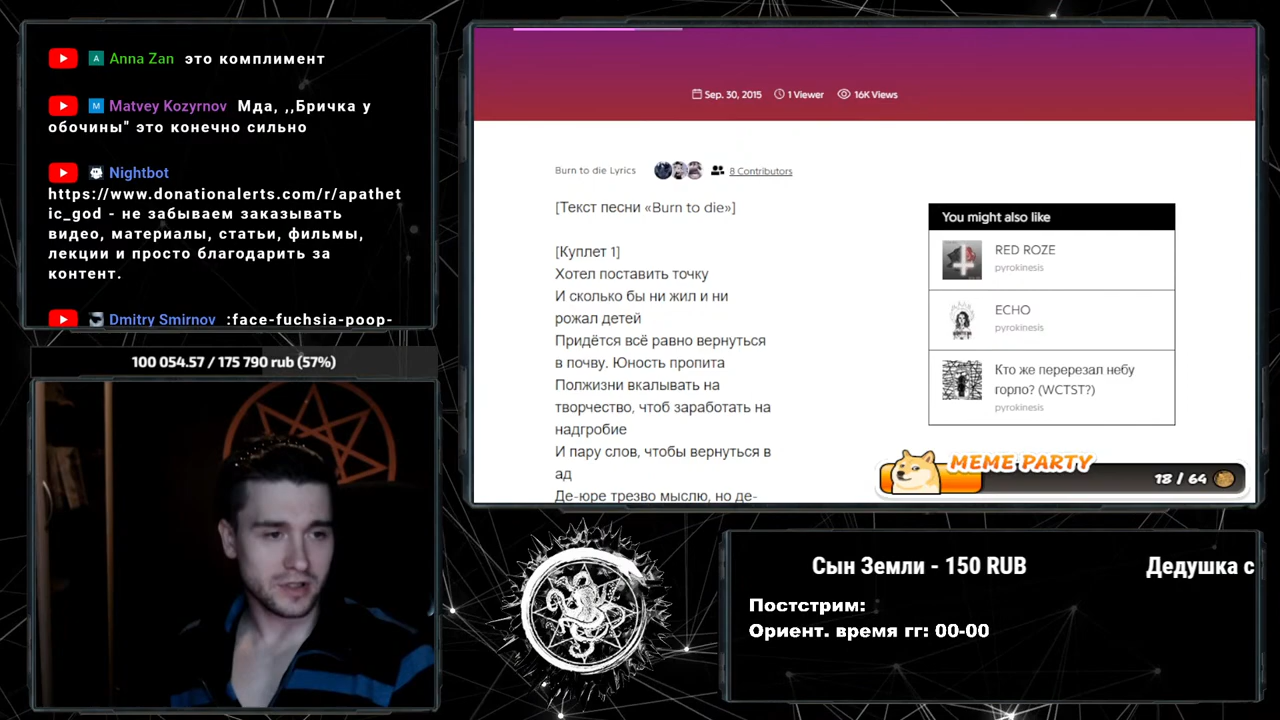 A Anna Zan это комплимент
M Matvey Kozyrnov Мда, ,,Бричка у
обочины" это конечно сильно
Nightbot
https://www.donationalerts.com/r/apathet
ic_god - не забываем заказывать
видео, материалы, статьи, фильмы,
лекции и просто благодарить за
контент.
Dmitry Smirnov :face-fuchsia-poop-
100 054.57 / 175 790 rub (57%)
Sep. 30, 2015 1 Viewer 16K Views
Burn to die Lyrics 8 Contributors
[Текст песни «Burn to die»]
[Куплет 1]
Хотел поставить точку
И сколько бы ни жил и ни
рожал детей
Придётся всё равно вернуться
в почву. Юность пропита
Полжизни вкалывать на
творчество, чтоб заработать на
надгробие
И пару слов, чтобы вернуться в
ад
Де-юре трезво мыслю, но де-
You might also like
RED ROZE
pyrokinesis
ECHO
pyrokinesis
Кто же перерезал небу
горло? (WCTST?)
pyrokinesis
MEME PARTY
18 / 64
Сын Земли - 150 RUB Дедушка с
Постстрим:
Ориент. время гг: 00-00